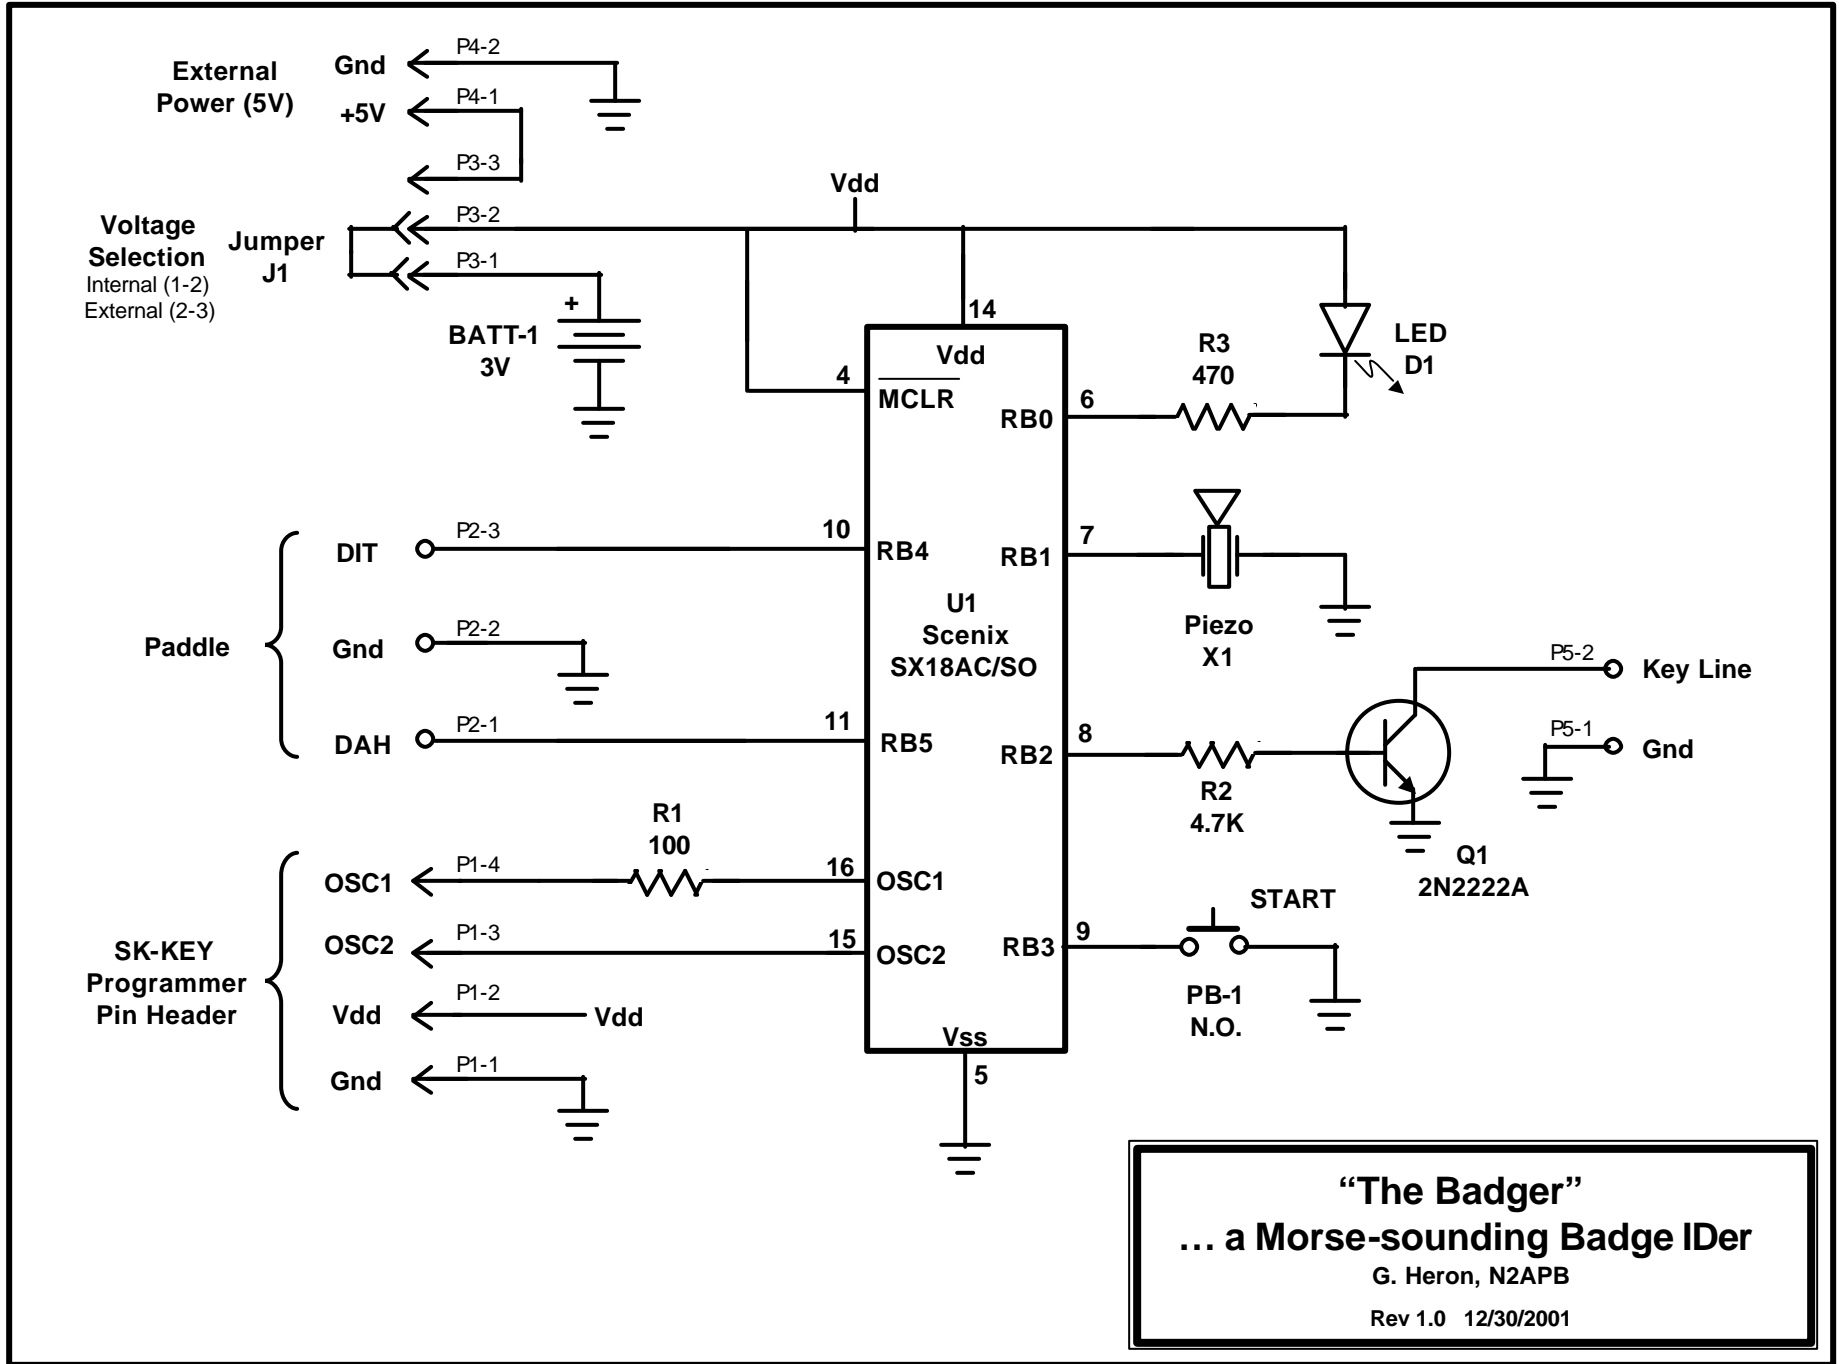 External
Power (5V)
Gnd
P4-2
+5V
P4-1
P3-3
Voltage
Selection
Internal (1-2)
External (2-3)
Jumper
J1
P3-2
P3-1
Vdd
+
BATT-1
3V
14
Vdd
4
MCLR
RB0
6
R3
470
LED
D1
Paddle
DIT
P2-3
10
RB4
RB1
7
Piezo
X1
U1
Scenix
SX18AC/SO
Gnd
P2-2
DAH
P2-1
11
RB5
RB2
8
R2
4.7K
P5-2
Key Line
P5-1
Gnd
Q1
2N2222A
SK-KEY
Programmer
Pin Header
OSC1
P1-4
R1
100
16
OSC1
OSC2
P1-3
15
OSC2
Vdd
P1-2
Vdd
Gnd
P1-1
RB3
9
START
PB-1
N.O.
Vss
5
“The Badger”
... a Morse-sounding Badge IDer
G. Heron, N2APB
Rev 1.0 12/30/2001